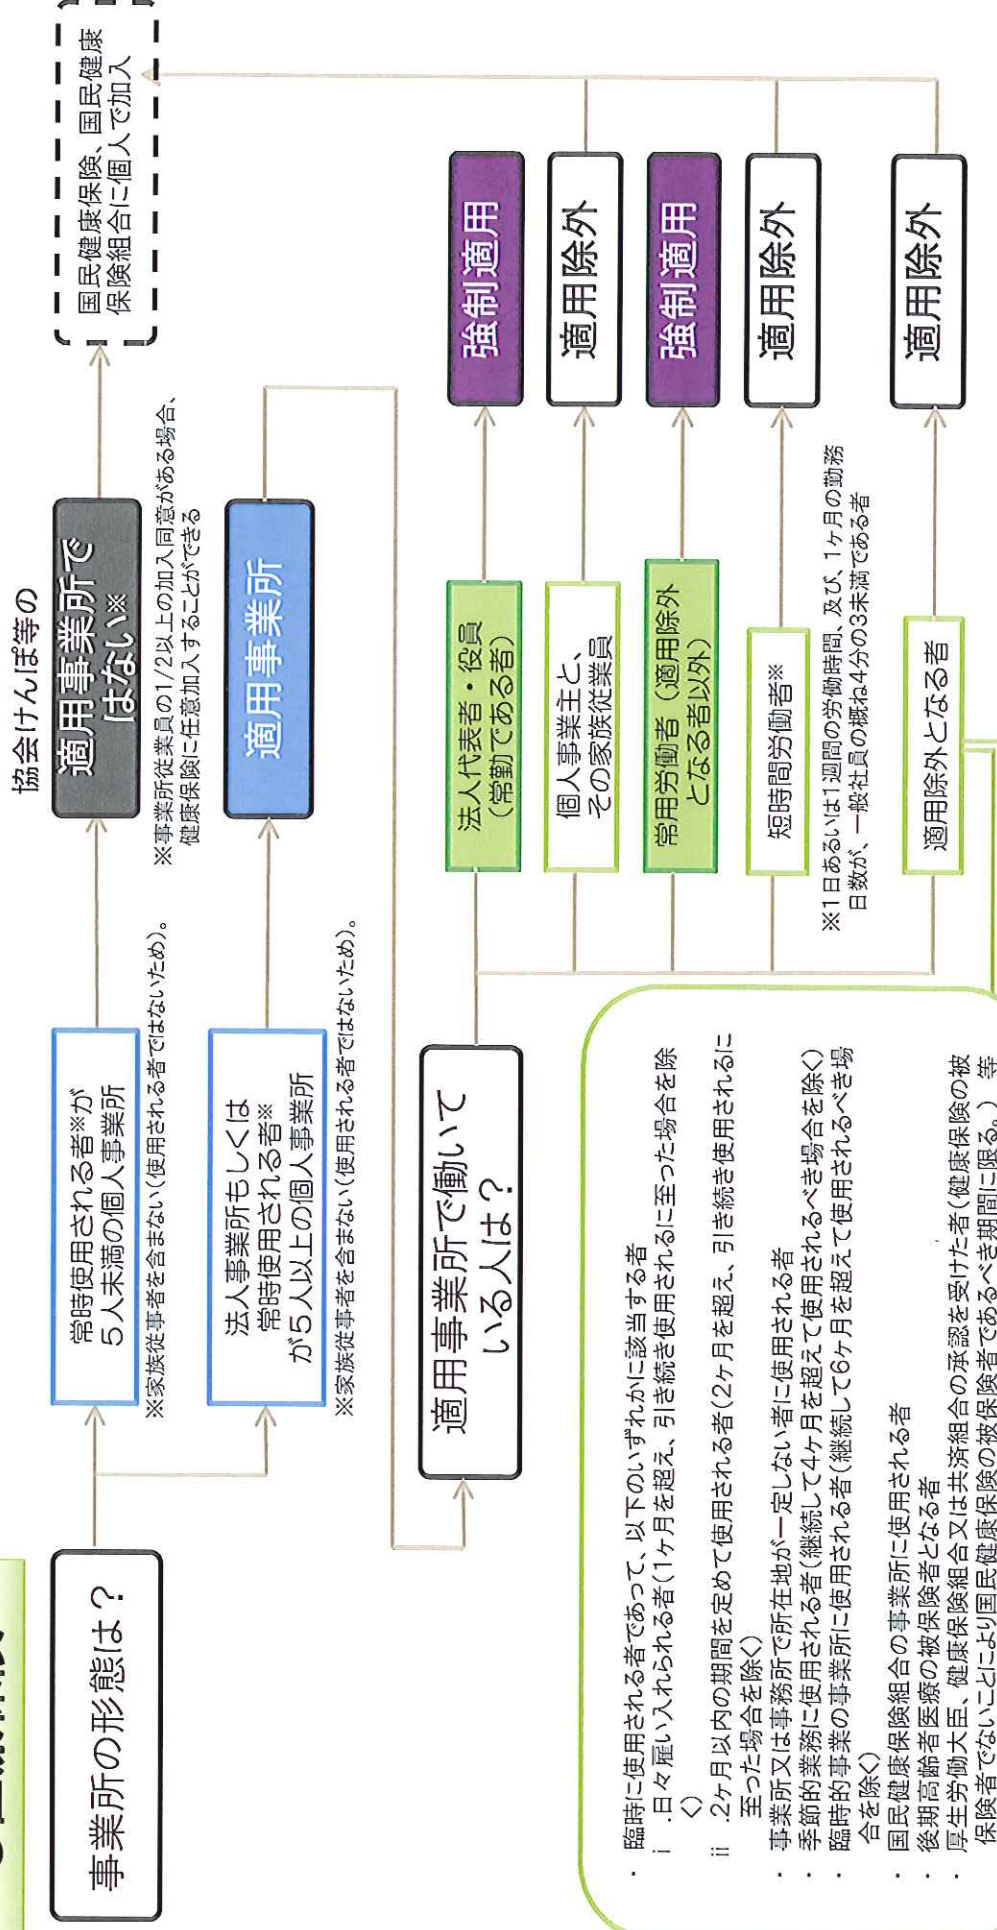 事業所の形態は？
常時使用される者※が
５人未満の個人事業所
※家族従事者を含まない（使用される者ではないため）。
協会けんぽ等の
適用事業所で
はない※
※事業所従業員の1/2以上の加入同意がある場合、
健康保険に任意加入することができる
国民健康保険、国民健康
保険組合に個人で加入
法人事業所もしくは
常時使用される者※
が５人以上の個人事業所
※家族従事者を含まない（使用される者ではないため）。
適用事業所
適用事業所で働いて
いる人は？
法人代表者・役員
（常勤である者）
強制適用
個人事業主と、
その家族従業員
適用除外
常用労働者（適用除外
となる者以外）
強制適用
短時間労働者※
適用除外
※１日あるいは１週間の労働時間、及び、１ヶ月の勤務
日数が、一般社員の概ね４分の３未満である者
適用除外となる者
適用除外
・ 臨時に使用される者であって、以下のいずれかに該当する者
ⅰ .日々雇い入れられる者（１ヶ月を超え、引き続き使用されるに至った場合を除
く）
ⅱ .２ヶ月以内の期間を定めて使用される者（２ヶ月を超え、引き続き使用されるに
至った場合を除く）
・ 事業所又は事務所で所在地が一定しない者に使用される者
・ 季節的業務に使用される者（継続して４ヶ月を超えて使用されるべき場合を除く）
・ 臨時的事業の事業所に使用される者（継続して６ヶ月を超えて使用されるべき場
合を除く）
・ 国民健康保険組合の事業所に使用される者
・ 後期高齢者医療の被保険者となる者
・ 厚生労働大臣、健康保険組合又は共済組合の承認を受けた者（健康保険の被
保険者でないことにより国民健康保険の被保険者であるべき期間に限る。） 等